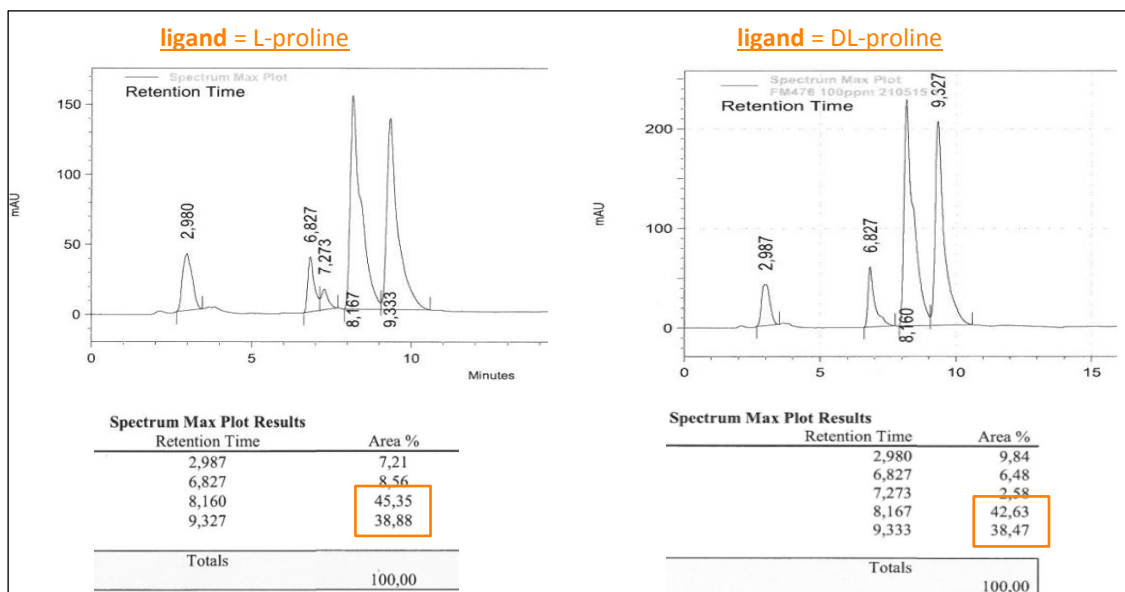 ligand = L-proline
Spectrum Max Plot
Retention Time
150
100
50
0
mAU
2,980
6,827
7,273
8,167
9,333
0
5
10
Minutes
Spectrum Max Plot Results
Retention Time Area %
2,987 7,21
6,827 8,56
8,160 45,35
9,327 38,88
Totals
100,00
ligand = DL-proline
Spectrum Max Plot
FM476 100ppm 210515
Retention Time
200
100
0
mAU
2,987
6,827
8,160
9,327
0
5
10
15
Spectrum Max Plot Results
Retention Time Area %
2,980 9,84
6,827 6,48
7,273 2,58
8,167 42,63
9,333 38,47
Totals
100,00